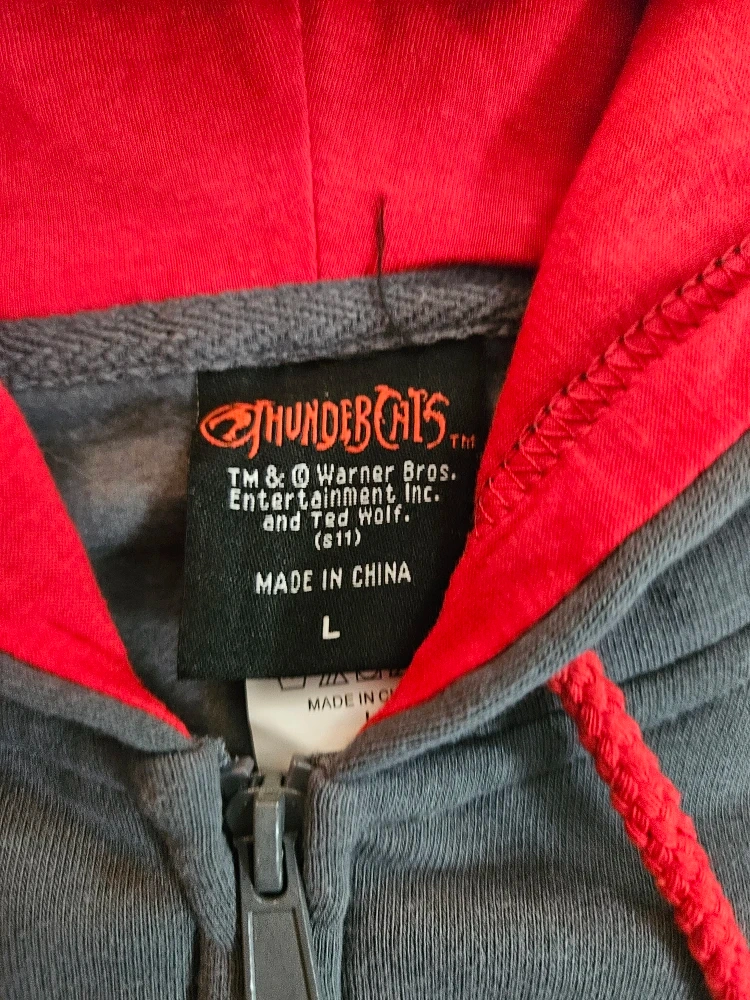 THUNDERCATS TM
TM & © Warner Bros.
Entertainment Inc.
and Ted Wolf.
(s11)
MADE IN CHINA
L
MADE IN